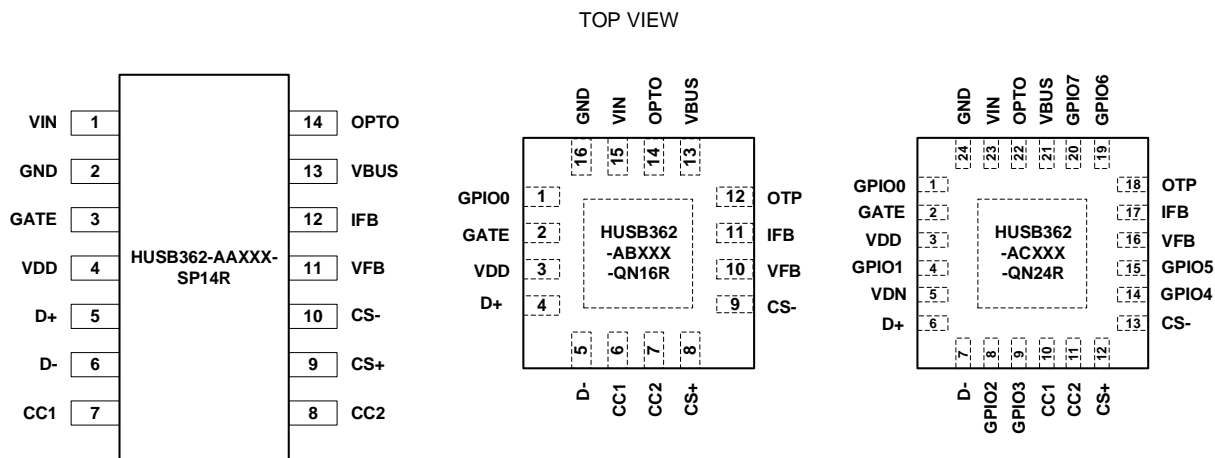 TOP VIEW
VIN 1
GND 2
GATE 3
VDD 4
D+ 5
D- 6
CC1 7
HUSB362-AAXXX-
SP14R
14 OPTO
13 VBUS
12 IFB
11 VFB
10 CS-
9 CS+
8 CC2
GND VIN OPTO VBUS
16 15 14 13
GPIO0 1
GATE 2
VDD 3
D+ 4
HUSB362
-ABXXX
-QN16R
12 OTP
11 IFB
10 VFB
9 CS-
5 6 7 8
D- CC1 CC2 CS+
GND VIN OPTO VBUS GPIO7 GPIO6
24 23 22 21 20 19
GPIO0 1
GATE 2
VDD 3
GPIO1 4
VDN 5
D+ 6
HUSB362
-ACXXX
-QN24R
18 OTP
17 IFB
16 VFB
15 GPIO5
14 GPIO4
13 CS-
7 8 9 10 11 12
D- GPIO2 GPIO3 CC1 CC2 CS+